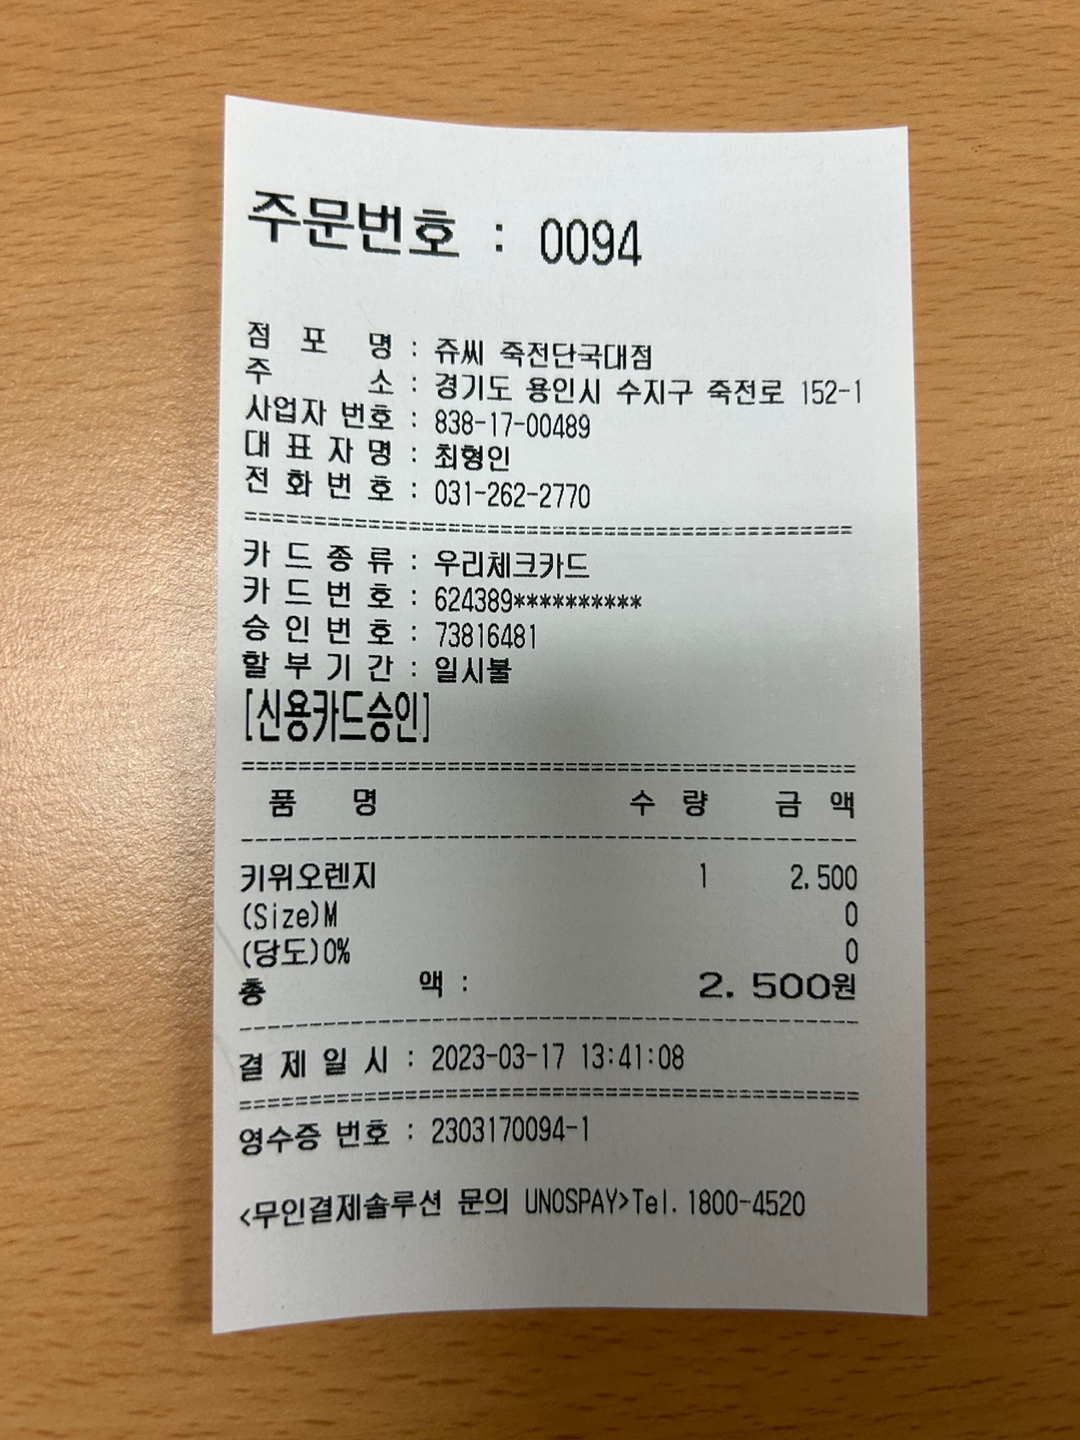 주문번호 : 0094
점 포 명 : 쥬씨 죽전단국대점
주 소 : 경기도 용인시 수지구 죽전로 152-1
사업자 번호 : 838-17-00489
대 표 자 명 : 최형인
전 화 번 호 : 031-262-2770
============================================
카 드 종 류 : 우리체크카드
카 드 번 호 : 624389**********
승 인 번 호 : 73816481
할 부 기 간 : 일시불
[신용카드승인]
============================================
품 명 수 량 금 액
--------------------------------------------
키위오렌지 1 2,500
(Size)M 0
(당도)0% 0
총 액 : 2,500원
--------------------------------------------
결 제 일 시 : 2023-03-17 13:41:08
============================================
영수증 번호 : 2303170094-1
<무인결제솔루션 문의 UNOSPAY>Tel.1800-4520